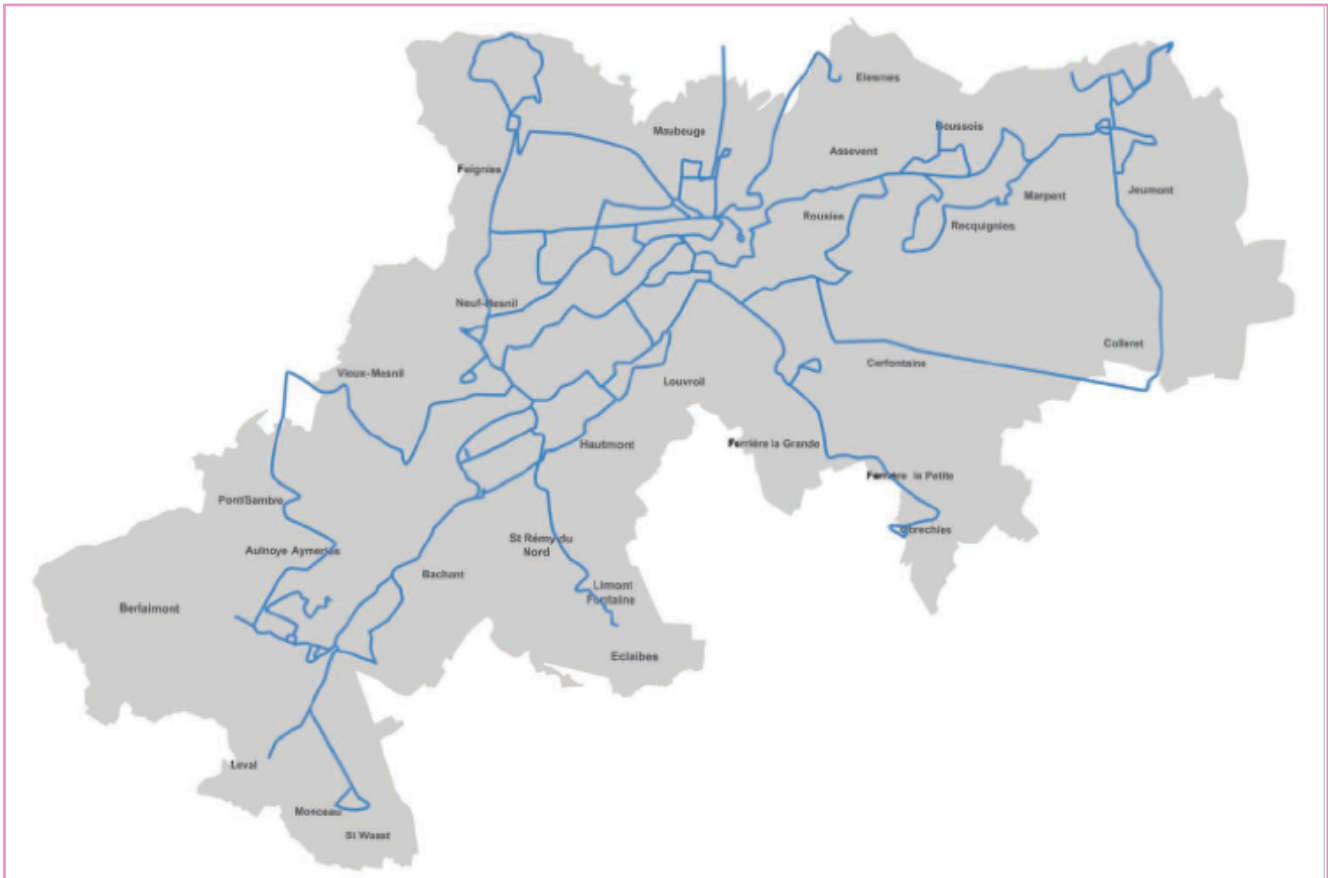 Elesmes
Boussois
Maubeuge
Assevent
Feignies
Jeumont
Marpent
Rousies
Recquignies
Neuf-Mesnil
Colleret
Cerfontaine
Vieux-Mesnil
Louvroil
Hautmont
Ferrière la Grande
Ferrière la Petite
Pont/Sambre
Obrechies
St Rémy du
Nord
Aulnoye Aymeries
Bachant
Limont
Fontaine
Berlaimont
Eclaibes
Leval
Monceau
St Waast